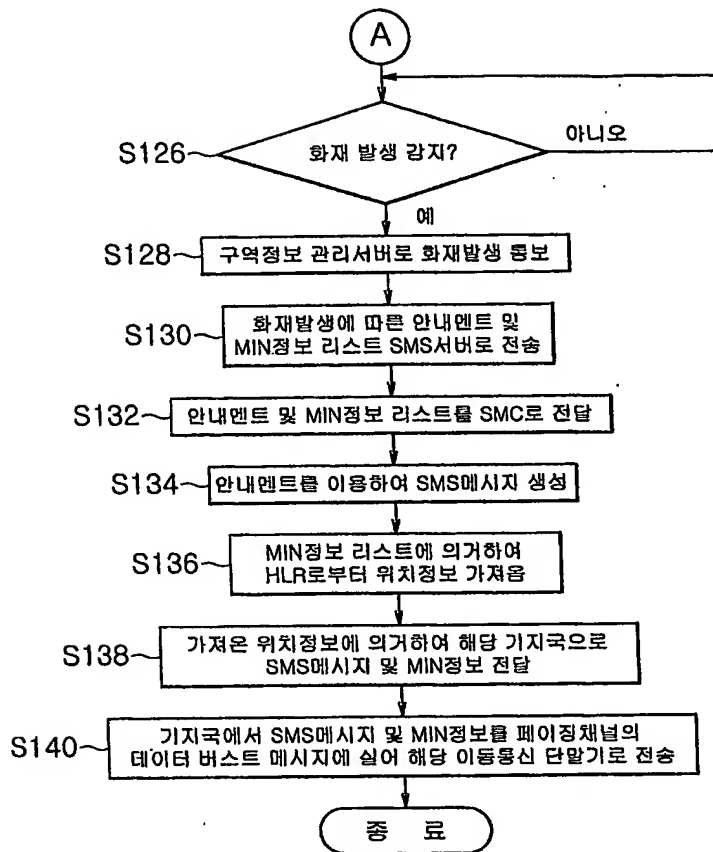 A
S126
화재 발생 감지?
아니오
예
S128
구역정보 관리서버로 화재발생 통보
S130
화재발생에 따른 안내멘트 및
MIN정보 리스트 SMS서버로 전송
S132
안내멘트 및 MIN정보 리스트를 SMC로 전달
S134
안내멘트를 이용하여 SMS메시지 생성
S136
MIN정보 리스트에 의거하여
HLR로부터 위치정보 가져옴
S138
가져온 위치정보에 의거하여 해당 기지국으로
SMS메시지 및 MIN정보 전달
S140
기지국에서 SMS메시지 및 MIN정보를 페이징채널의
데이터 버스트 메시지에 실어 해당 이동통신 단말기로 전송
종 료